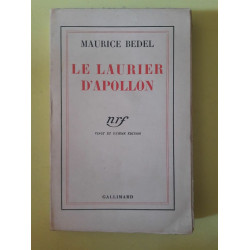 MAURICE BEDEL
LE LAURIER
D'APOLLON
nrf
GALLIMARD